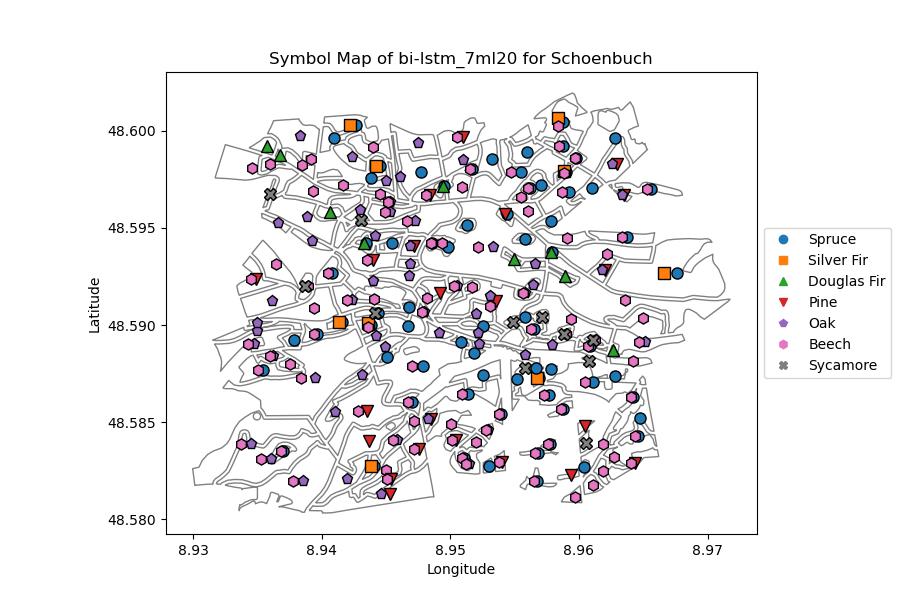 Symbol Map of bi-lstm_7ml20 for Schoenbuch
48.600
48.595
48.590
48.585
48.580
Latitude
8.93 8.94 8.95 8.96 8.97
Longitude
Spruce
Silver Fir
Douglas Fir
Pine
Oak
Beech
Sycamore